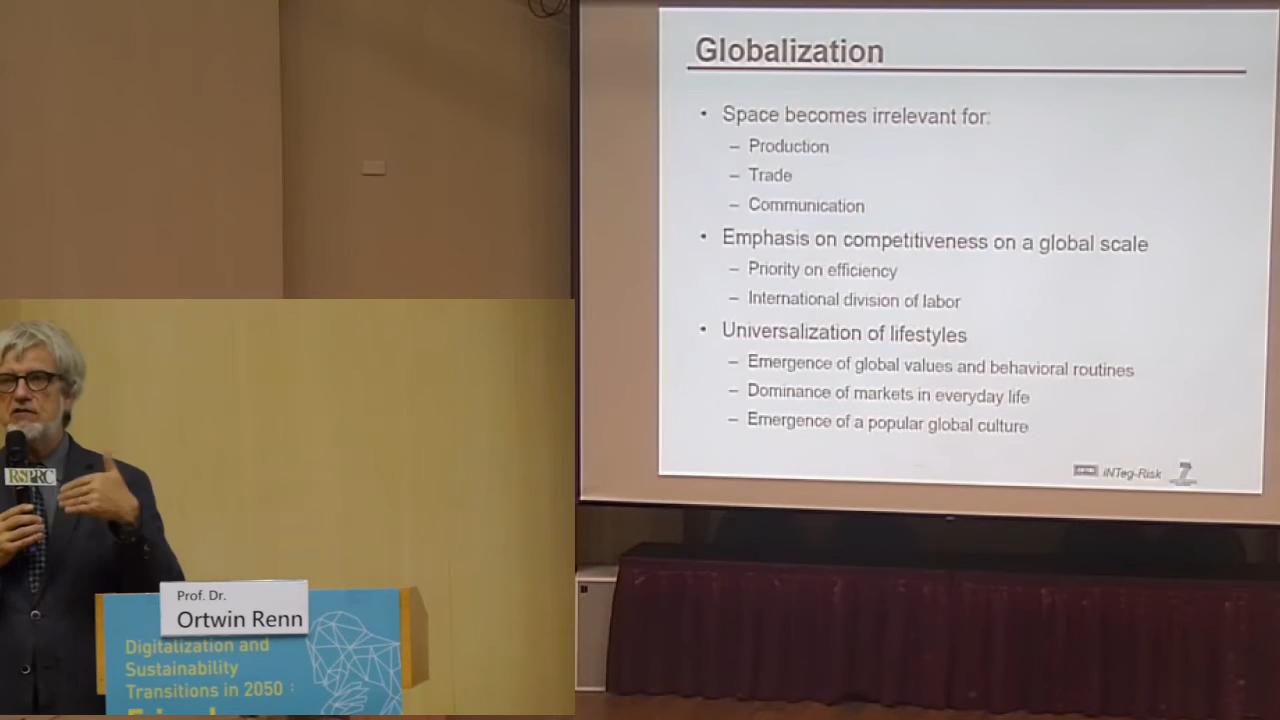 Globalization
• Space becomes irrelevant for:
– Production
– Trade
– Communication
• Emphasis on competitiveness on a global scale
– Priority on efficiency
– International division of labor
• Universalization of lifestyles
– Emergence of global values and behavioral routines
– Dominance of markets in everyday life
– Emergence of a popular global culture
iNTeg-Risk
7
RSPRC
Prof. Dr.
Ortwin Renn
Digitalization and
Sustainability
Transitions in 2050 :